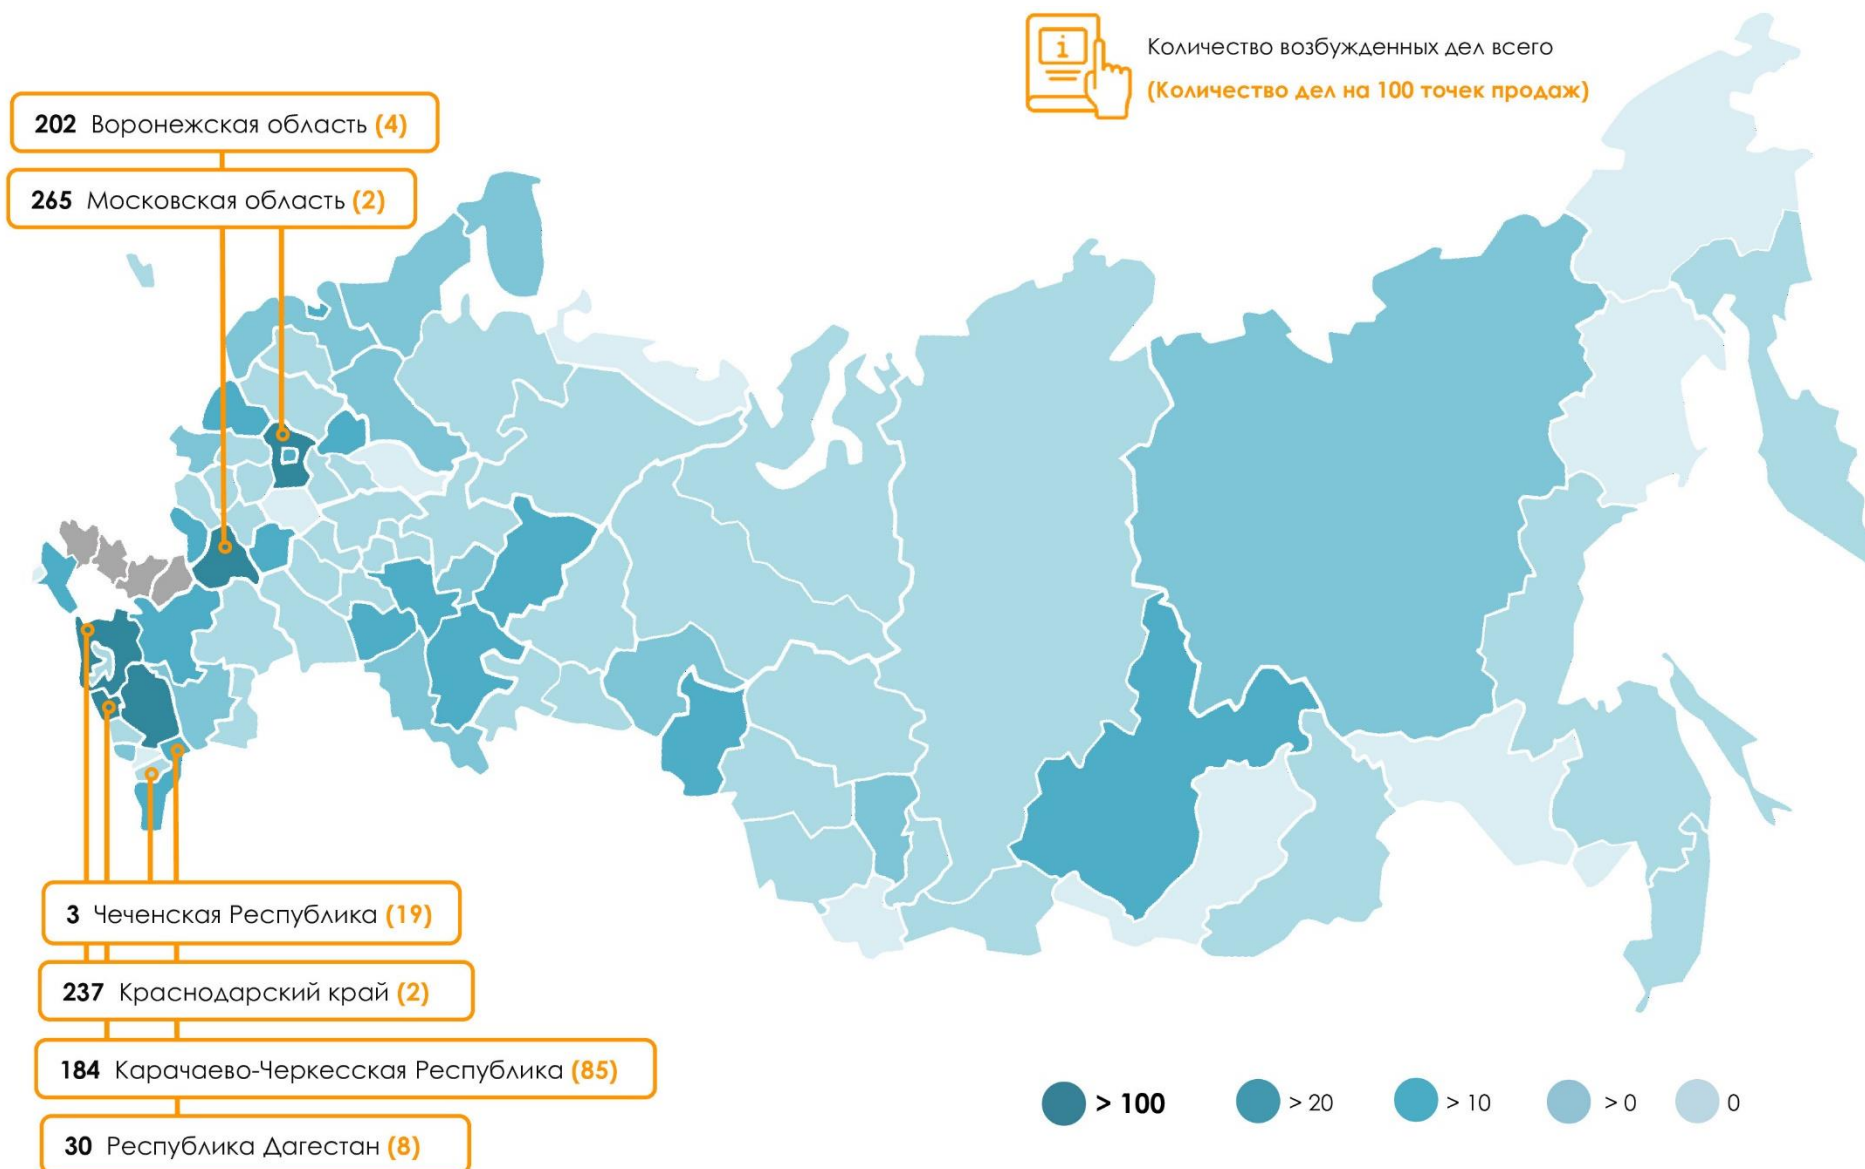 i
Количество возбужденных дел всего
(Количество дел на 100 точек продаж)
202 Воронежская область (4)
265 Московская область (2)
3 Чеченская Республика (19)
237 Краснодарский край (2)
184 Карачаево-Черкесская Республика (85)
30 Республика Дагестан (8)
> 100
> 20
> 10
> 0
0